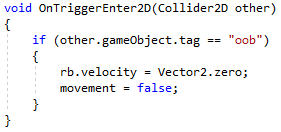 void OnTriggerEnter2D(Collider2D other)
{
    if (other.gameObject.tag == "oob")
    {
        rb.velocity = Vector2.zero;
        movement = false;
    }
}